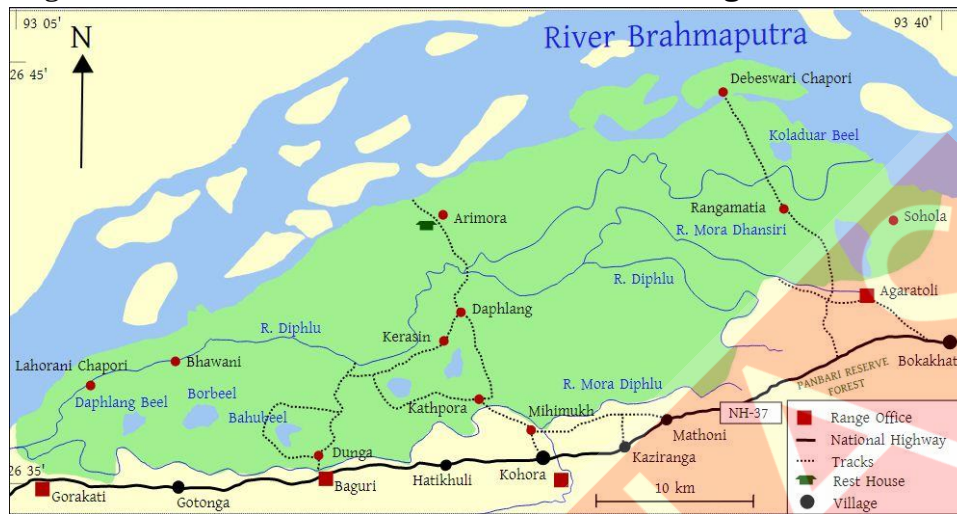 93 05'
93 40'
N
26 45'
River Brahmaputra
Debeswari Chapori
Koladuar Beel
Rangamatia
Sohola
Arimora
R. Mora Dhansiri
R. Diphlu
Agaratoli
Daphlang
R. Diphlu
Kerasin
Lahorani Chapori
Bhawani
Bokakhat
Daphlang Beel
Borbeel
R. Mora Diphlu
PANBARI RESERVE
FOREST
Bahubeel
Kathpora
Mihimukh
NH-37
Range Office
Mathoni
National Highway
Dunga
Kohora
Kaziranga
Tracks
26 35'
Baguri
Hatikhuli
10 km
Rest House
Gorakati
Gotonga
Village